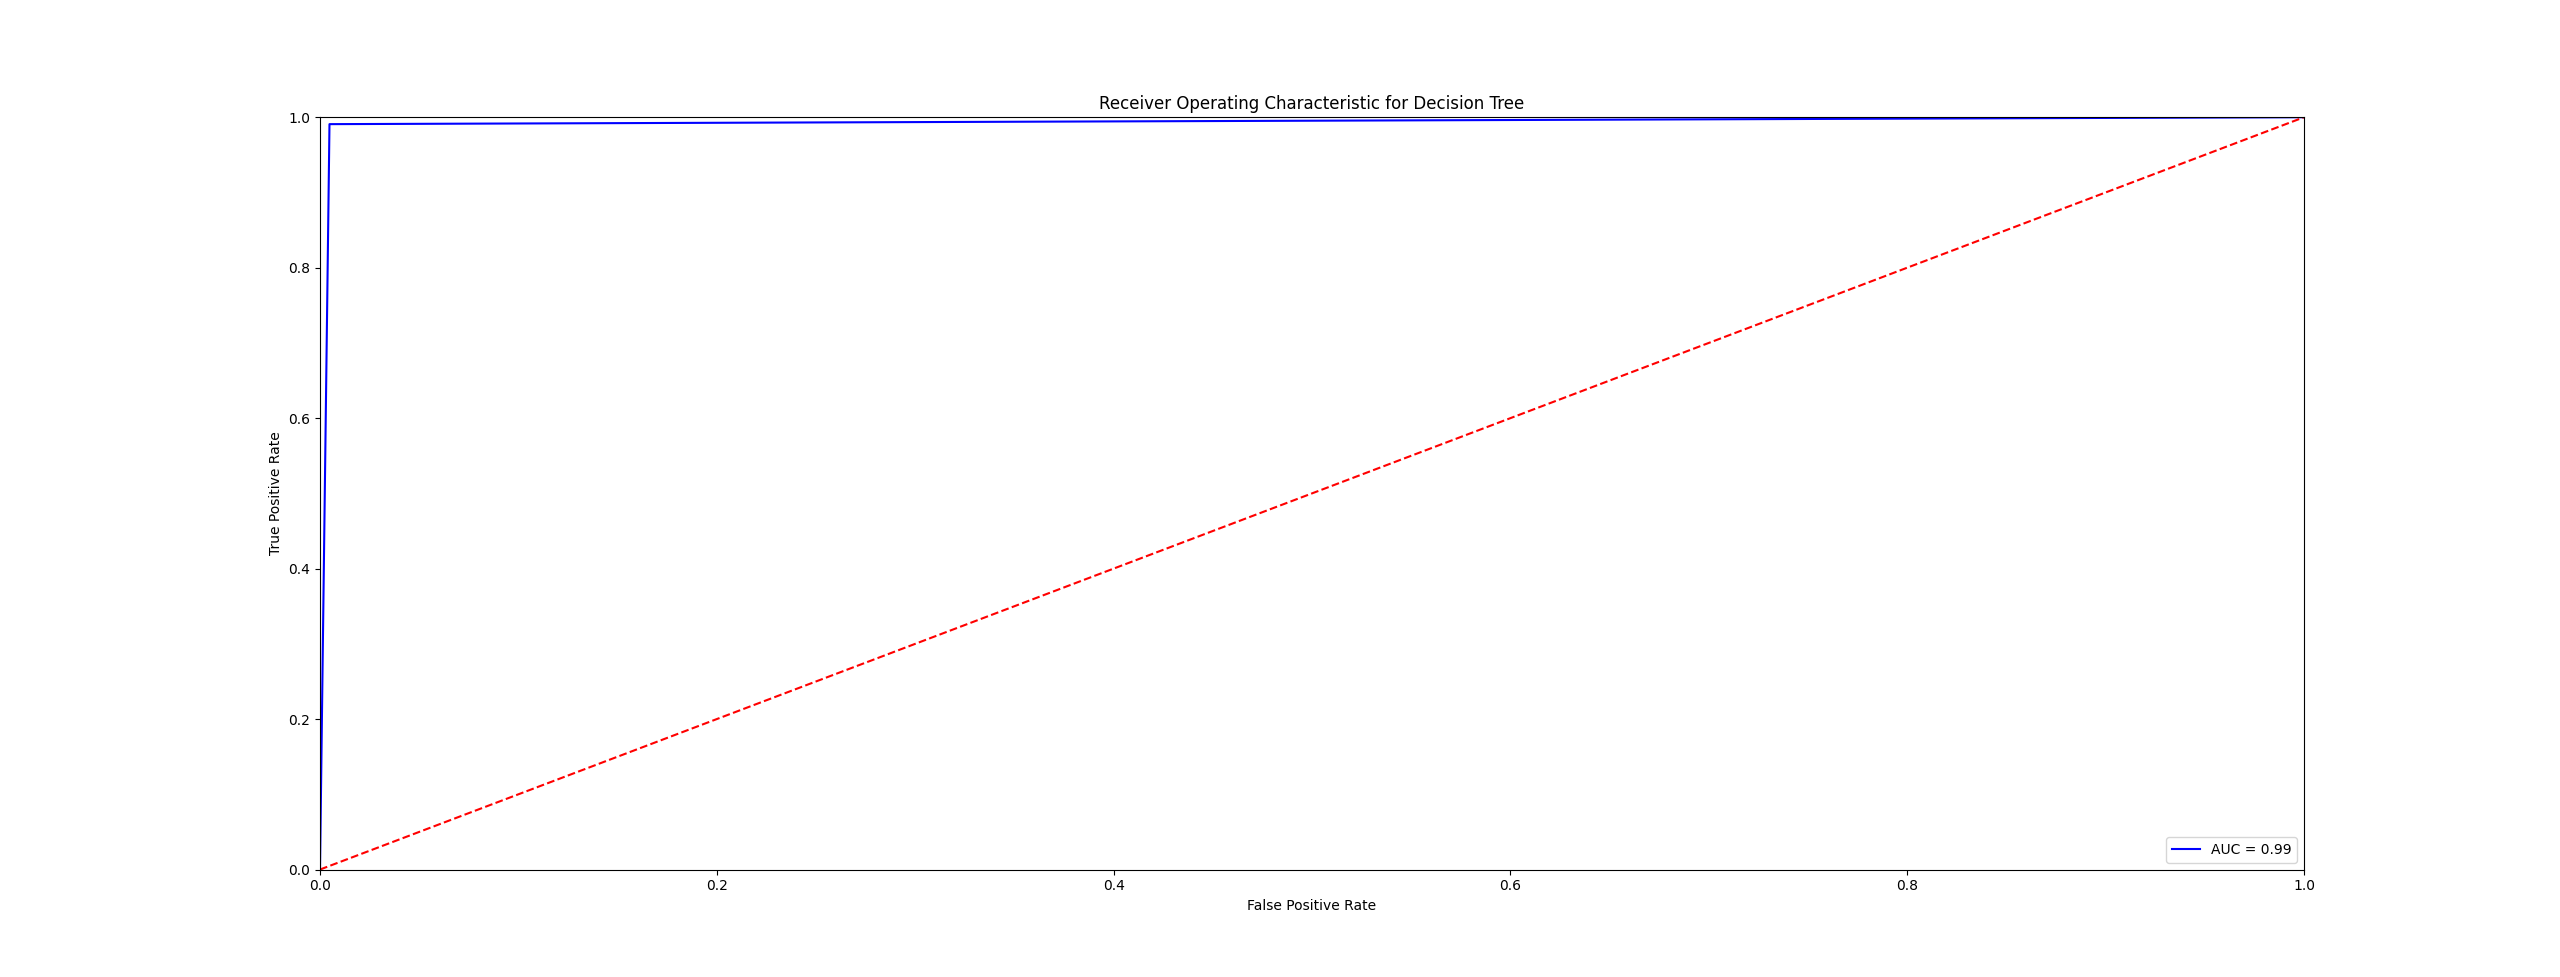 Receiver Operating Characteristic for Decision Tree
1.0
0.8
0.6
0.4
0.2
0.0
True Positive Rate
0.0 0.2 0.4 0.6 0.8 1.0
False Positive Rate
AUC = 0.99